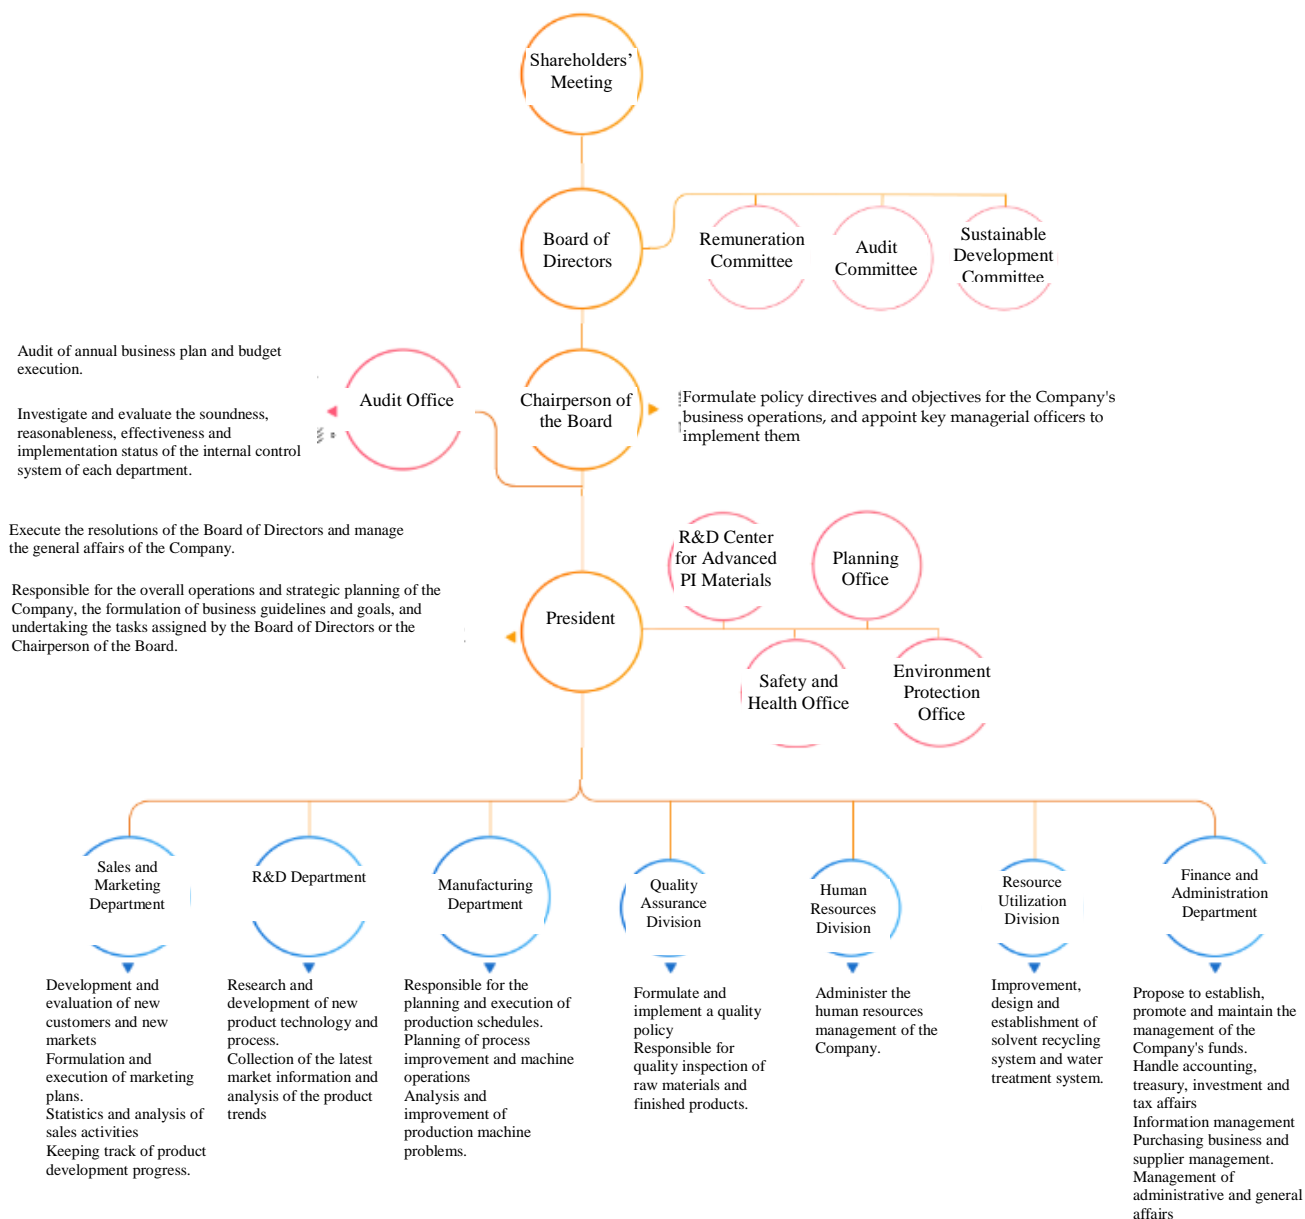 Shareholders'
Meeting
Board of
Directors
Remuneration
Committee
Audit
Committee
Sustainable
Development
Committee
Audit of annual business plan and budget
execution.
Investigate and evaluate the soundness,
reasonableness, effectiveness and
implementation status of the internal control
system of each department.
Audit Office
Chairperson of
the Board
Formulate policy directives and objectives for the Company's
business operations, and appoint key managerial officers to
implement them
Execute the resolutions of the Board of Directors and manage
the general affairs of the Company.
Responsible for the overall operations and strategic planning of the
Company, the formulation of business guidelines and goals, and
undertaking the tasks assigned by the Board of Directors or the
Chairperson of the Board.
President
R&D Center
for Advanced
PI Materials
Planning
Office
Safety and
Health Office
Environment
Protection
Office
Sales and
Marketing
Department
R&D Department
Manufacturing
Department
Quality
Assurance
Division
Human
Resources
Division
Resource
Utilization
Division
Finance and
Administration
Department
Development and
evaluation of new
customers and new
markets
Formulation and
execution of marketing
plans.
Statistics and analysis of
sales activities
Keeping track of product
development progress.
Research and
development of new
product technology and
process.
Collection of the latest
market information and
analysis of the product
trends
Responsible for the
planning and execution of
production schedules.
Planning of process
improvement and machine
operations
Analysis and
improvement of
production machine
problems.
Formulate and
implement a quality
policy
Responsible for
quality inspection of
raw materials and
finished products.
Administer the
human resources
management of the
Company.
Improvement,
design and
establishment of
solvent recycling
system and water
treatment system.
Propose to establish,
promote and maintain the
management of the
Company's funds.
Handle accounting,
treasury, investment and
tax affairs
Information management
Purchasing business and
supplier management.
Management of
administrative and general
affairs